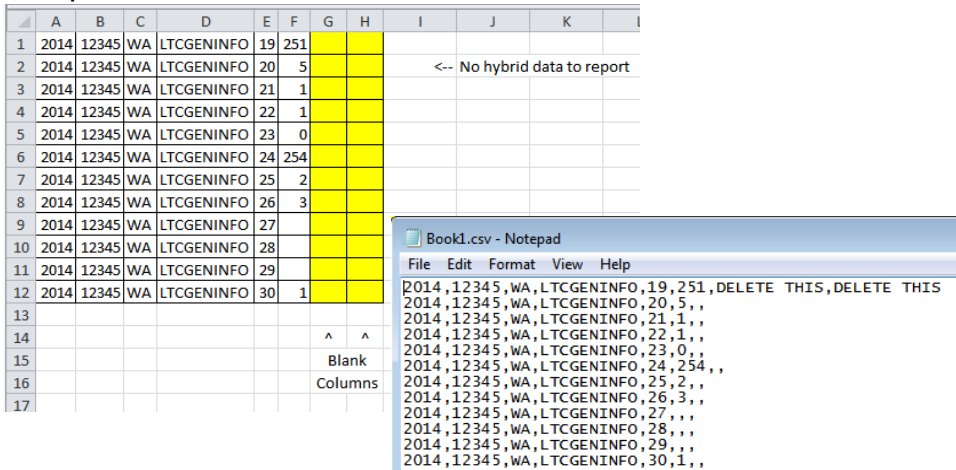 A B C D E F G H I J K
1 2014 12345 WA LTCGENINFO 19 251
2 2014 12345 WA LTCGENINFO 20 5 <-- No hybrid data to report
3 2014 12345 WA LTCGENINFO 21 1
4 2014 12345 WA LTCGENINFO 22 1
5 2014 12345 WA LTCGENINFO 23 0
6 2014 12345 WA LTCGENINFO 24 254
7 2014 12345 WA LTCGENINFO 25 2
8 2014 12345 WA LTCGENINFO 26 3
9 2014 12345 WA LTCGENINFO 27
10 2014 12345 WA LTCGENINFO 28
11 2014 12345 WA LTCGENINFO 29
12 2014 12345 WA LTCGENINFO 30 1
13
14 ^ ^
15 Blank
16 Columns
17
Book1.csv - Notepad
File Edit Format View Help
2014,12345,WA,LTCGENINFO,19,251,DELETE THIS,DELETE THIS
2014,12345,WA,LTCGENINFO,20,5,,
2014,12345,WA,LTCGENINFO,21,1,,
2014,12345,WA,LTCGENINFO,22,1,,
2014,12345,WA,LTCGENINFO,23,0,,
2014,12345,WA,LTCGENINFO,24,254,,
2014,12345,WA,LTCGENINFO,25,2,,
2014,12345,WA,LTCGENINFO,26,3,,
2014,12345,WA,LTCGENINFO,27,,,
2014,12345,WA,LTCGENINFO,28,,,
2014,12345,WA,LTCGENINFO,29,,,
2014,12345,WA,LTCGENINFO,30,1,,